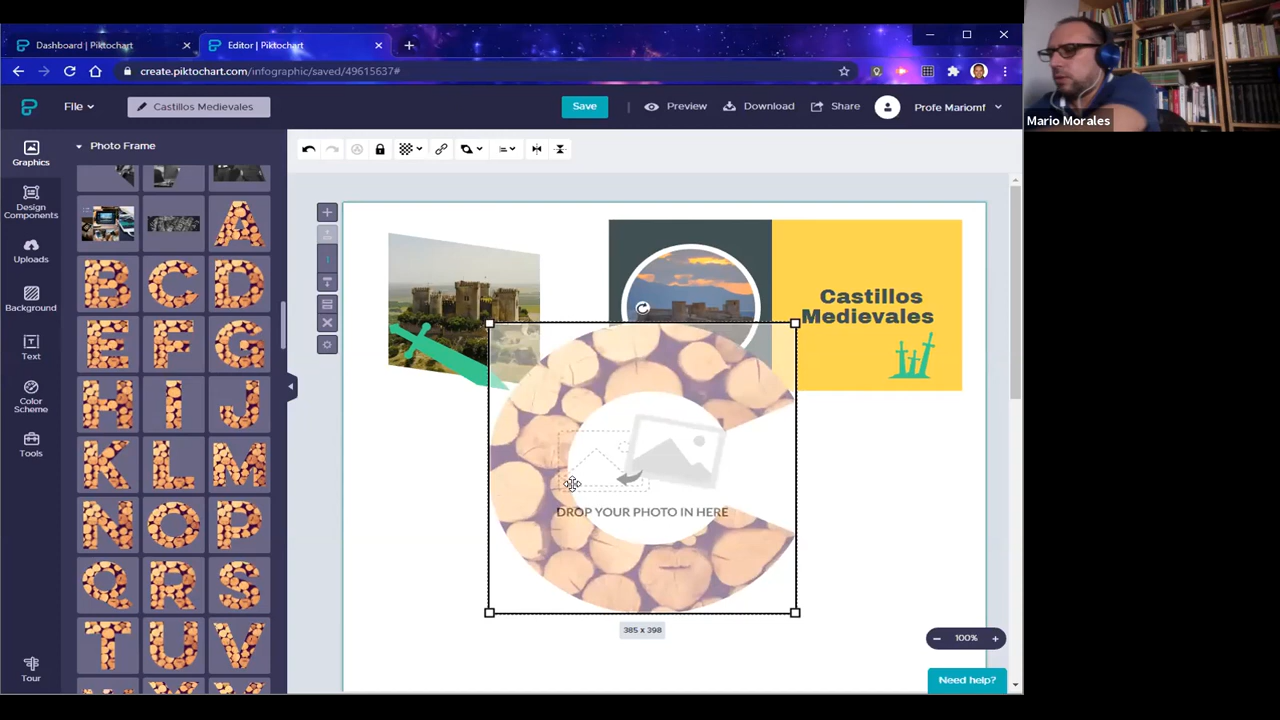 Dashboard | Piktochart
Editor | Piktochart
create.piktochart.com/infographic/saved/49615637#
Mario Morales
File
Castillos Medievales
Save
Preview
Download
Share
Profe Mariomf
Graphics
Photo Frame
Design
Components
Uploads
Background
Text
Color
Scheme
Tools
Tour
A
B C D
E F G
H I J
K L M
N O P
Q R S
T U V
1
Castillos
Medievales
DROP YOUR PHOTO IN HERE
385 x 398
100%
Need help?